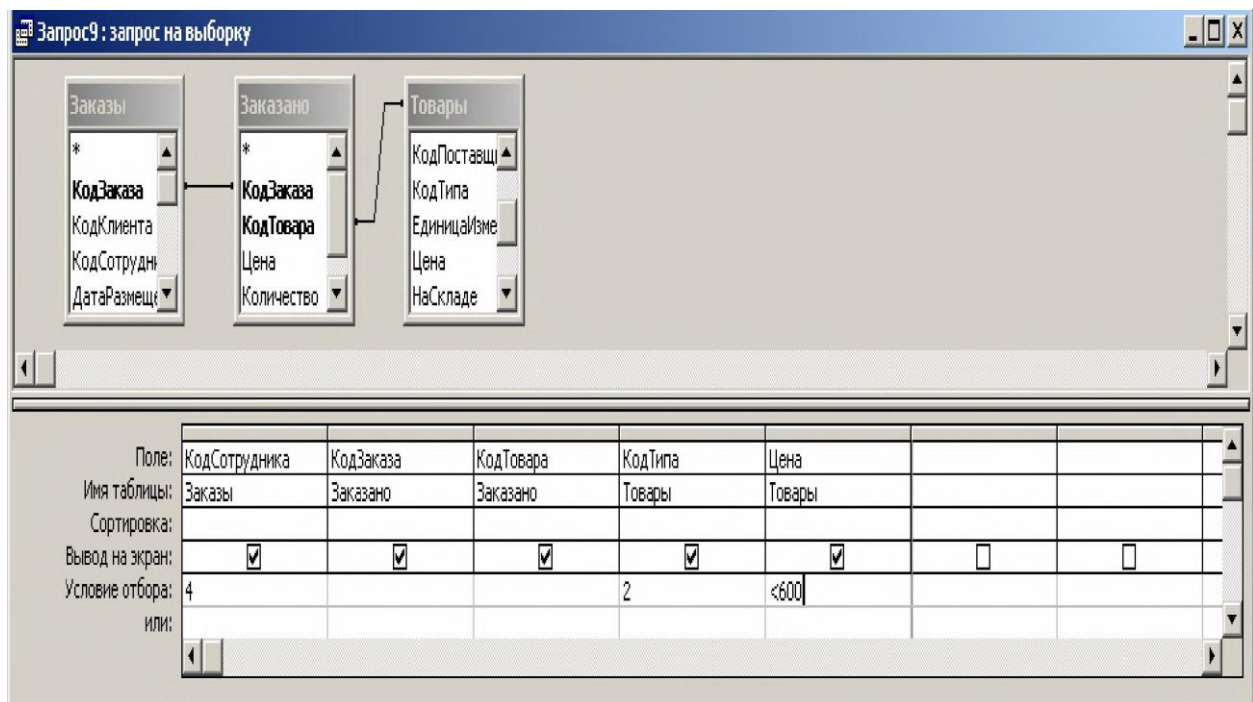 Запрос9 : запрос на выборку
Заказы
*
КодЗаказа
КодКлиента
КодСотрудн
ДатаРазмеще
Заказано
*
КодЗаказа
КодТовара
Цена
Количество
Товары
КодПоставщи
КодТипа
ЕдиницаИзме
Цена
НаСкладе
Поле: КодСотрудника КодЗаказа КодТовара КодТипа Цена
Имя таблицы: Заказы Заказано Заказано Товары Товары
Сортировка:
Вывод на экран:
Условие отбора: 4 2 <600
или: